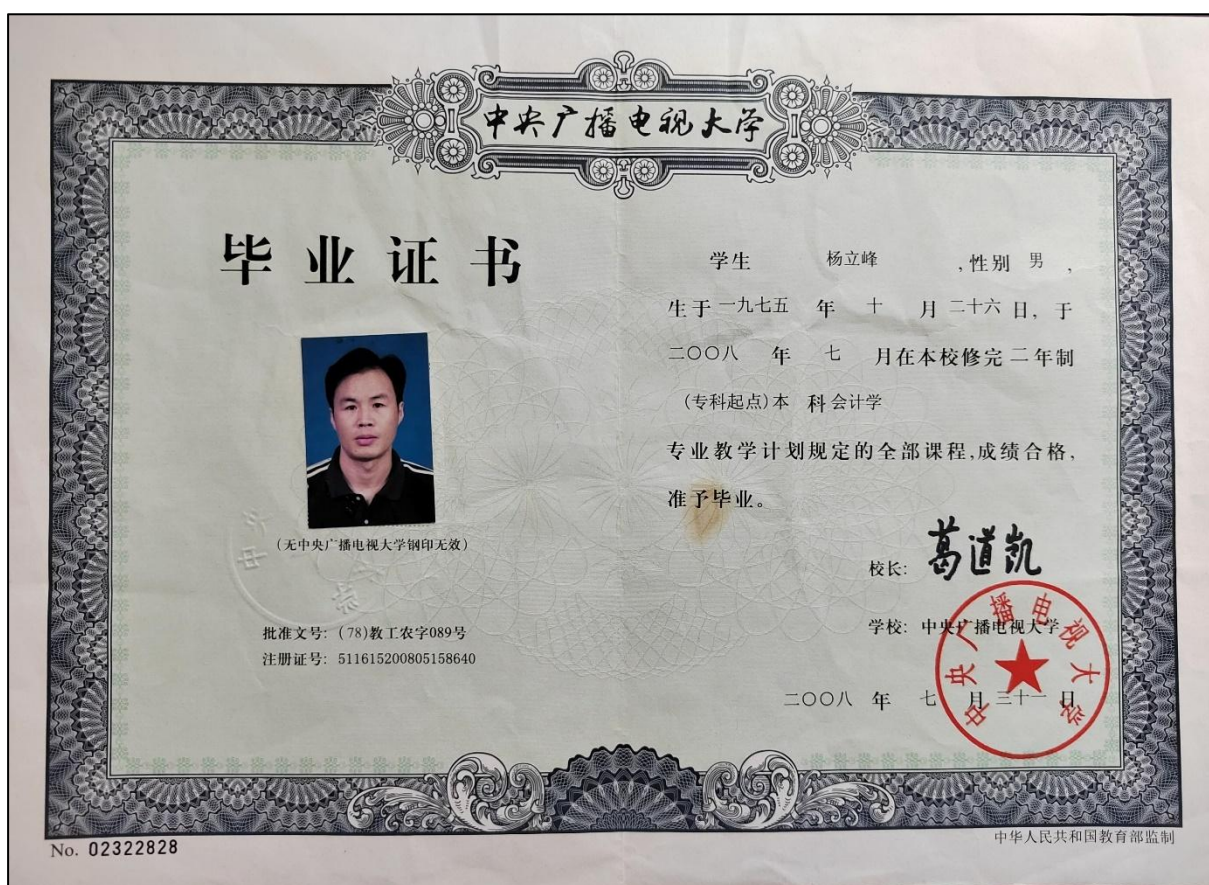 中央广播电视大学
毕业证书
(无中央广播电视大学钢印无效)
批准文号: (78)教工农字089号
注册证号: 511615200805158640
学生 杨立峰 ,性别 男 ,
生于 一九七五 年 十 月 二十六 日, 于
二〇〇八 年 七 月在本校修完 二 年制
(专科起点)本 科 会计学
专业教学计划规定的全部课程,成绩合格,
准予毕业。
校长: 葛道凯
学校: 中央广播电视大学
二〇〇八 年 七 月 三十一 日
中央广播电视大学
No. 02322828
中华人民共和国教育部监制